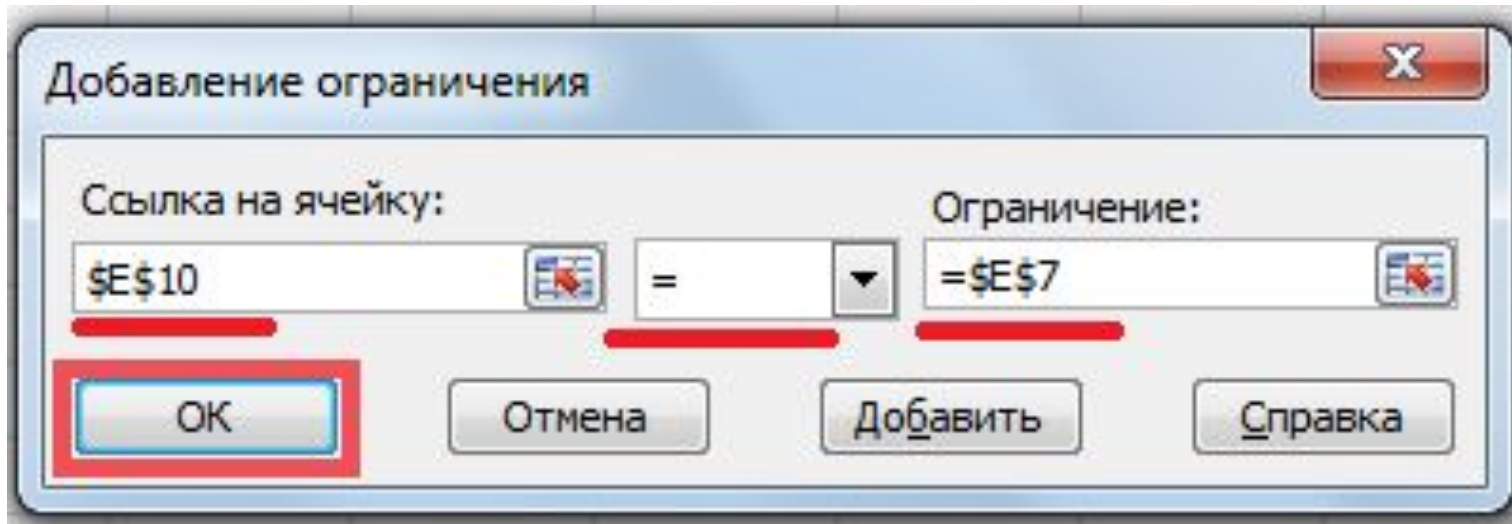 Добавление ограничения
Ссылка на ячейку:
Ограничение:
$E$10
=
=$E$7
ОК
Отмена
Добавить
Справка